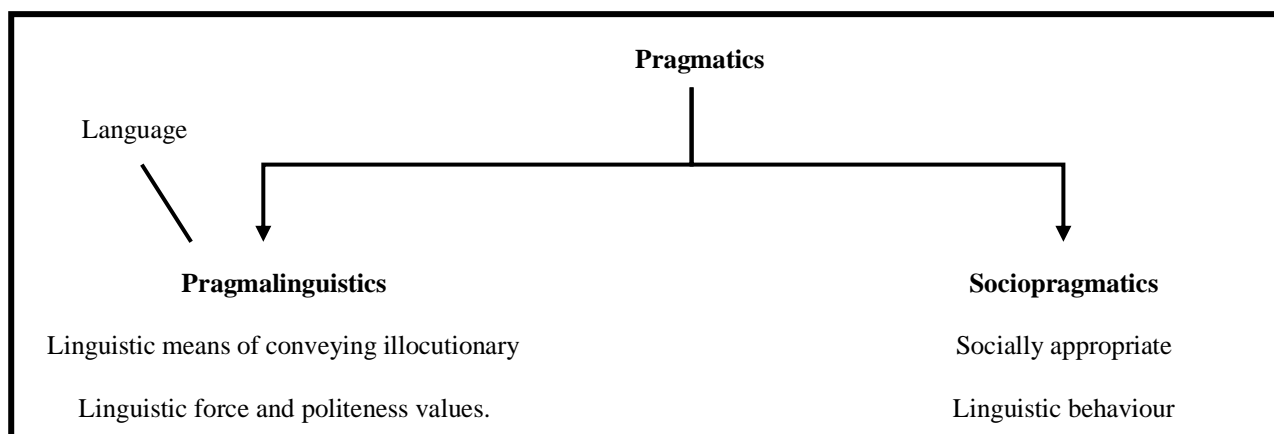 Pragmatics
Language
Pragmalinguistics
Sociopragmatics
Linguistic means of conveying illocutionary
Socially appropriate
Linguistic force and politeness values.
Linguistic behaviour